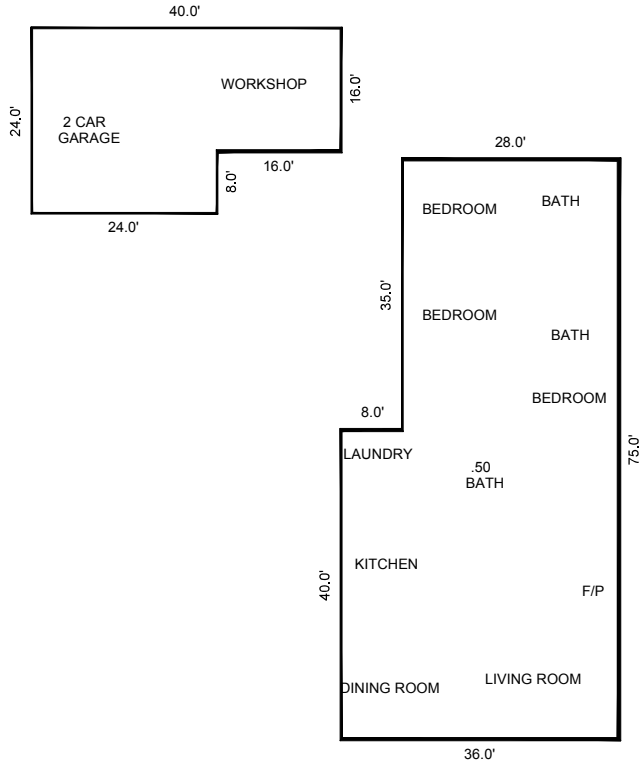 40.0'
WORKSHOP
16.0'
24.0'
2 CAR
GARAGE
16.0'
8.0'
24.0'
28.0'
BEDROOM
BATH
35.0'
BEDROOM
BATH
BEDROOM
8.0'
75.0'
LAUNDRY
.50
BATH
KITCHEN
40.0'
F/P
DINING ROOM
LIVING ROOM
36.0'